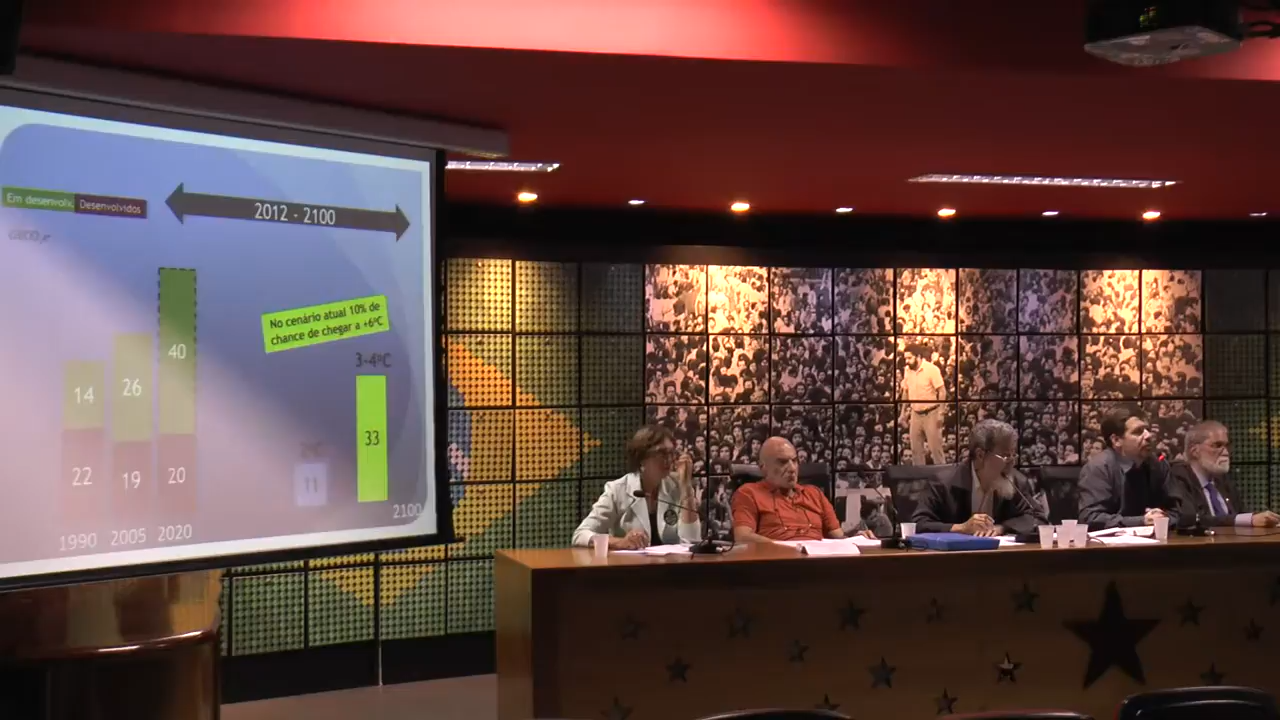 Em desenvolv.
Desenvolvidos
2012 - 2100
No cenário atual 10% de
chance de chegar a +6ºC
3-4ºC
40
14
26
33
22
19
20
11
1990
2005
2020
2100